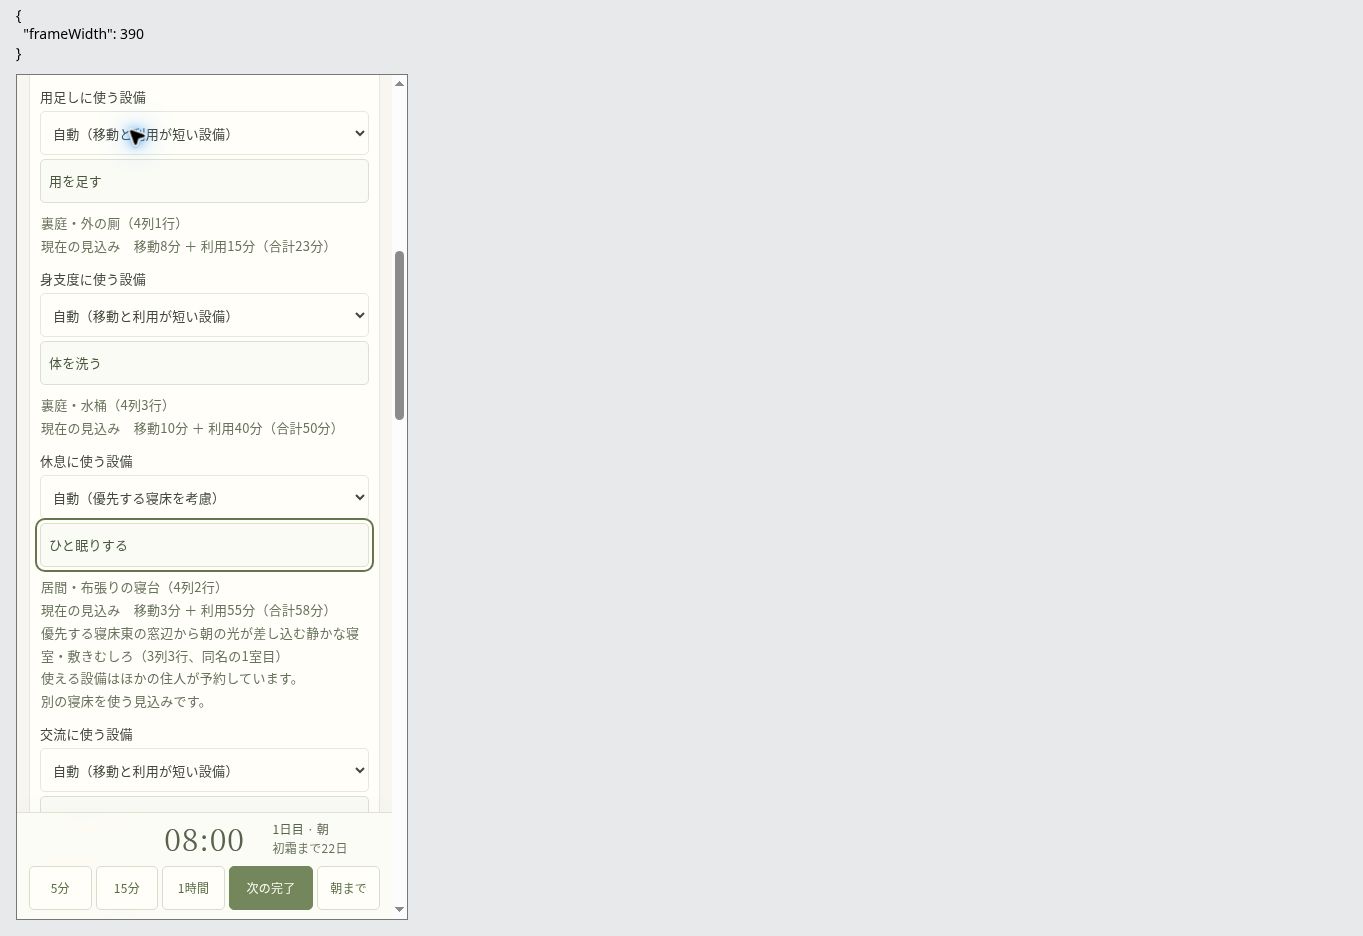 {
"frameWidth": 390
}
用足しに使う設備
自動（移動と利用が短い設備）
用を足す
裏庭・外の厠（4列1行）
現在の見込み　移動8分 ＋ 利用15分（合計23分）
身支度に使う設備
自動（移動と利用が短い設備）
体を洗う
裏庭・水桶（4列3行）
現在の見込み　移動10分 ＋ 利用40分（合計50分）
休息に使う設備
自動（優先する寝床を考慮）
ひと眠りする
居間・布張りの寝台（4列2行）
現在の見込み　移動3分 ＋ 利用55分（合計58分）
優先する寝床東の窓辺から朝の光が差し込む静かな寝
室・敷きむしろ（3列3行、同名の1室目）
使える設備はほかの住人が予約しています。
別の寝床を使う見込みです。
交流に使う設備
自動（移動と利用が短い設備）
08:00
1日目 · 朝
初霜まで22日
5分
15分
1時間
次の完了
朝まで